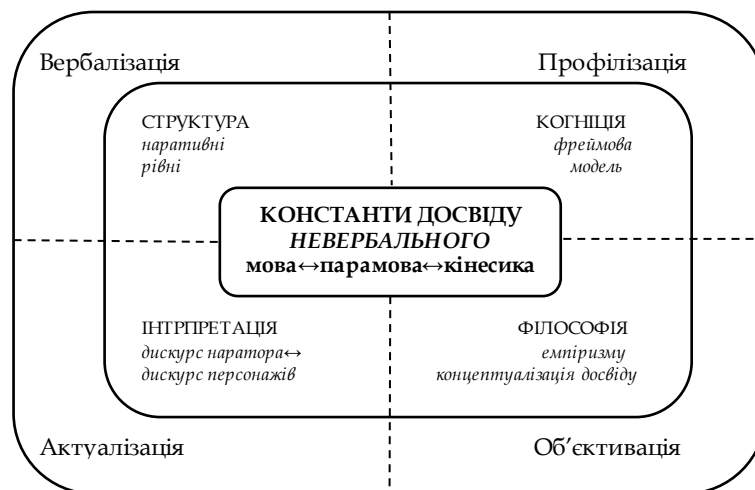 Вербалізація
Профілізація
СТРУКТУРА
наративні
рівні
КОГНІЦІЯ
фреймова
модель
КОНСТАНТИ ДОСВІДУ
НЕВЕРБАЛЬНОГО
мова↔парамова↔кінесика
ІНТРПРЕТАЦІЯ
дискурс наратора↔
дискурс персонажів
ФІЛОСОФІЯ
емпіризму
концептуалізація досвіду
Актуалізація
Об’єктивація